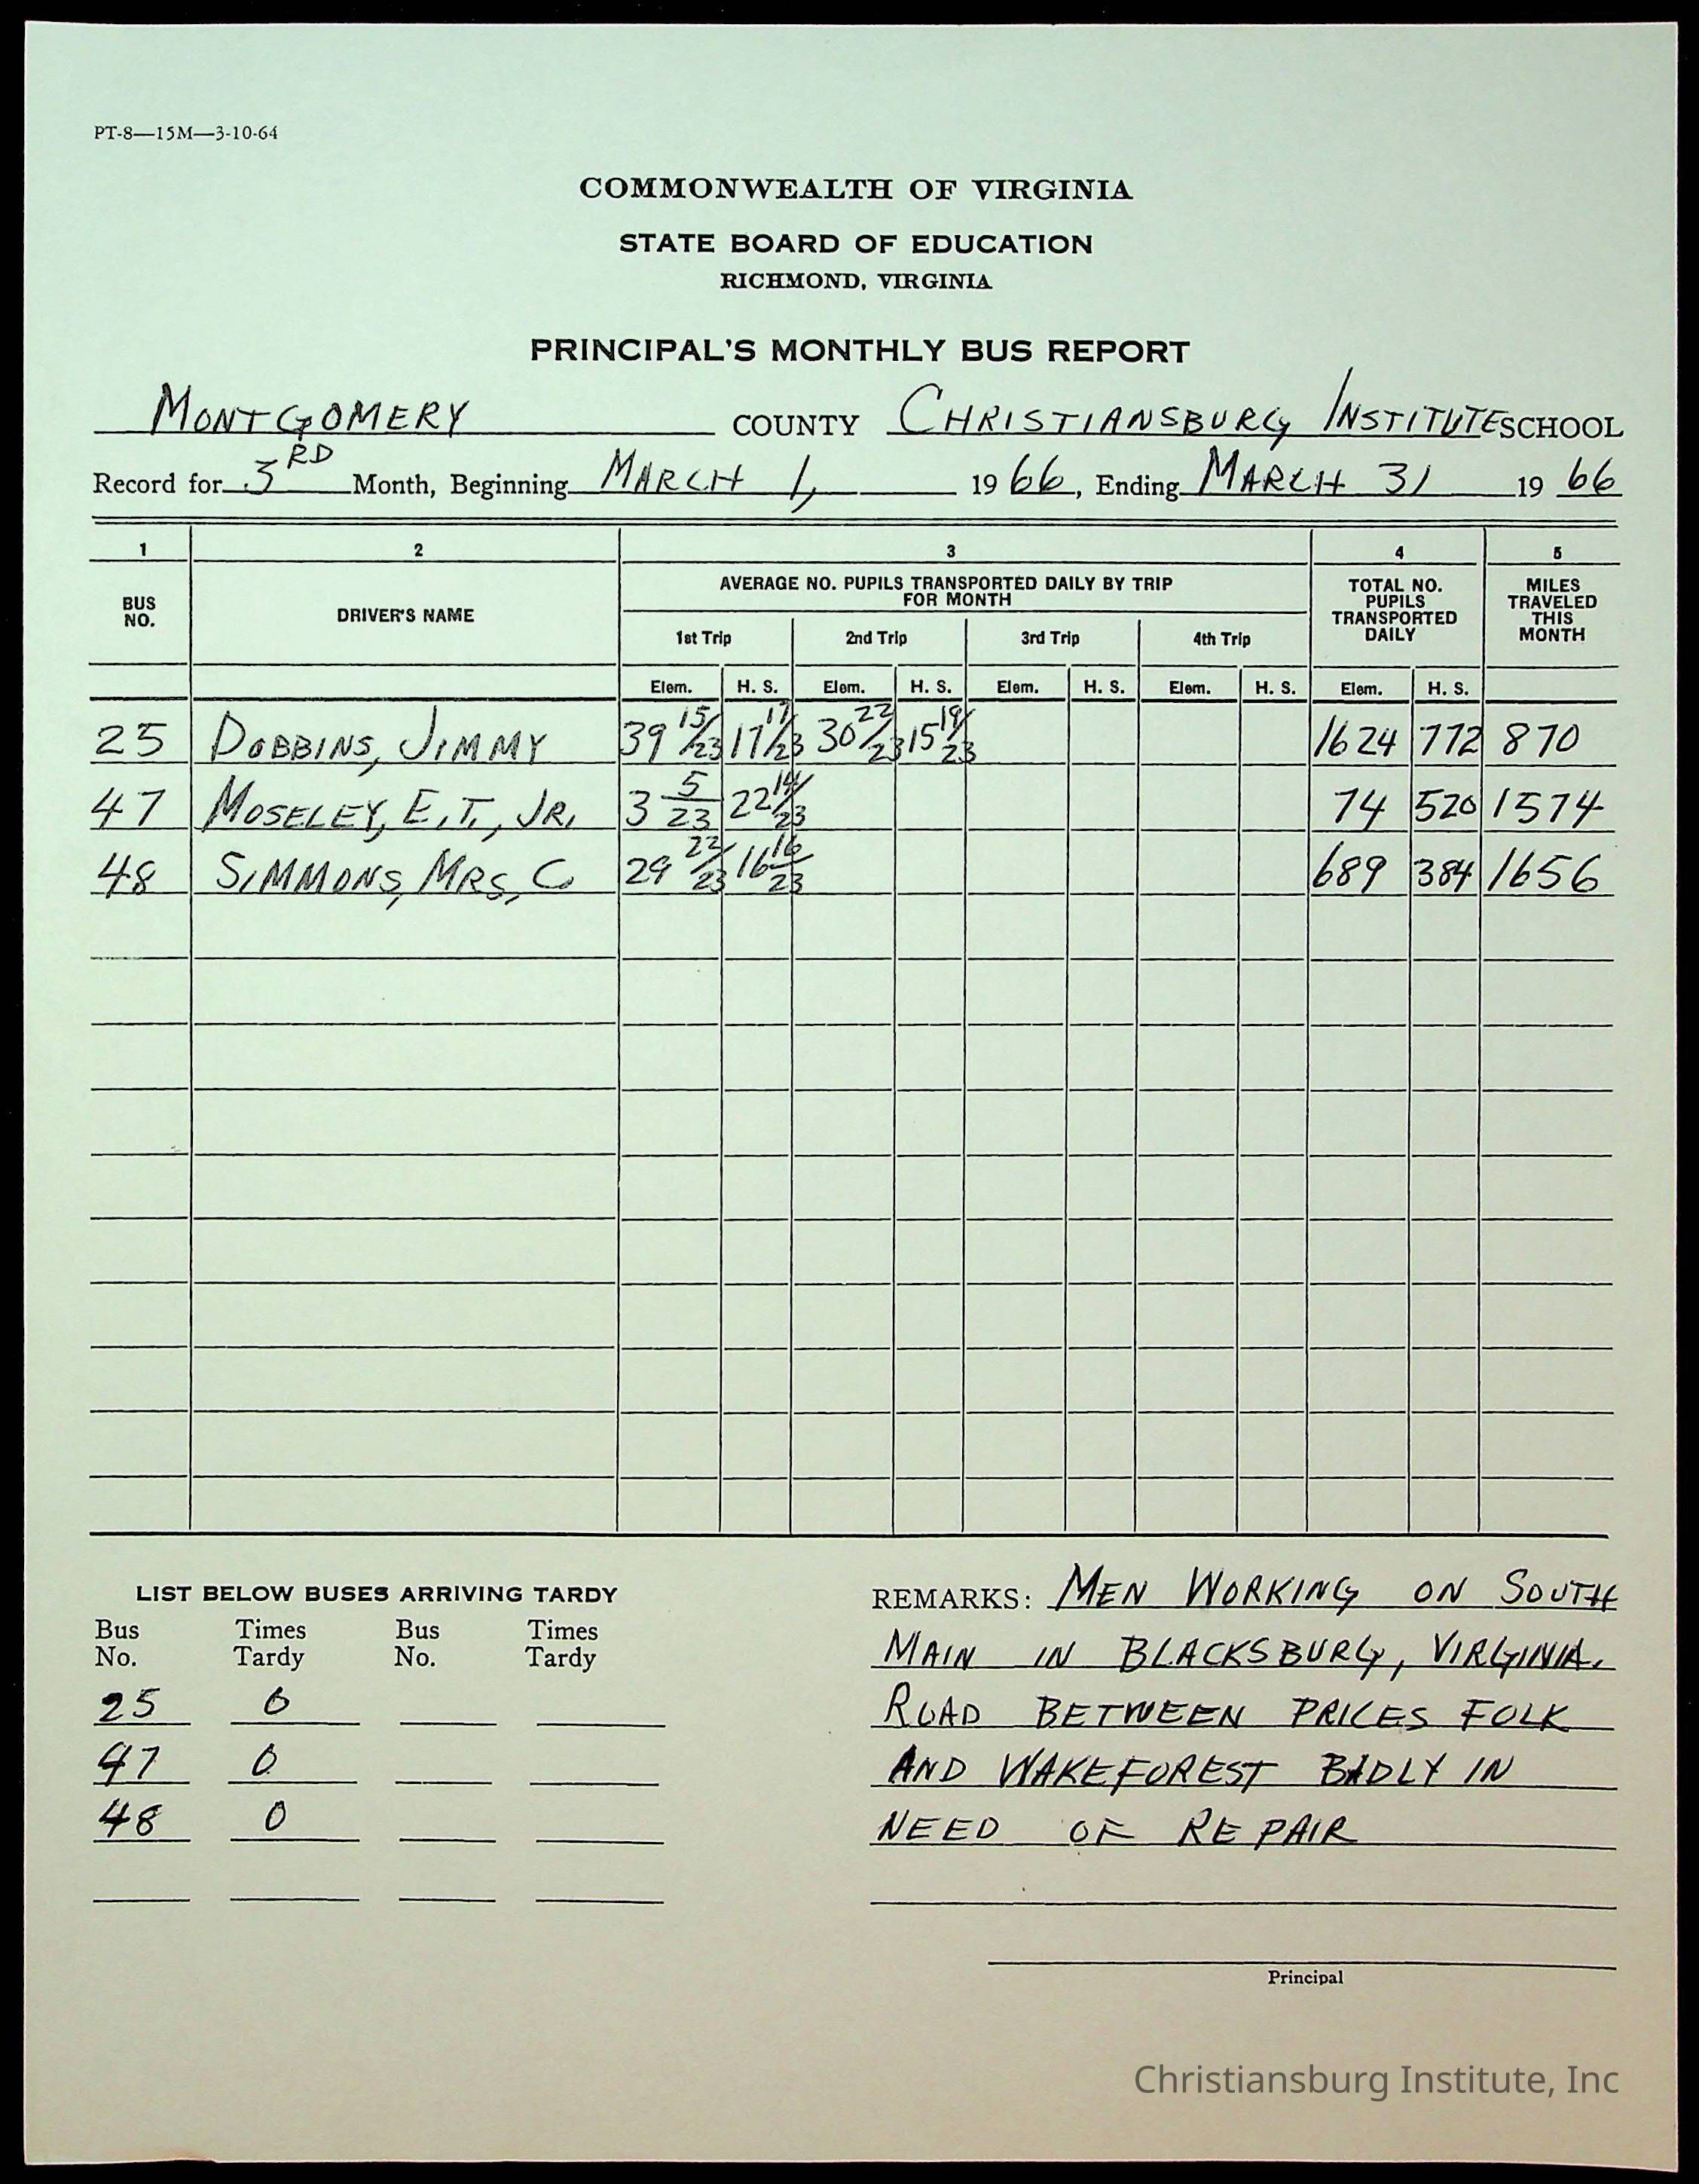 PT-8—15M—3-10-64
COMMONWEALTH OF VIRGINIA
STATE BOARD OF EDUCATION
RICHMOND, VIRGINIA
PRINCIPAL'S MONTHLY BUS REPORT
MONTGOMERY COUNTY CHRISTIANSBURG INSTITUTE SCHOOL
Record for 3RD Month, Beginning MARCH 1, 19 66, Ending MARCH 31 19 66
1 2 3 4 5
BUS NO. DRIVER'S NAME AVERAGE NO. PUPILS TRANSPORTED DAILY BY TRIP FOR MONTH TOTAL NO. PUPILS TRANSPORTED DAILY MILES TRAVELED THIS MONTH
1st Trip 2nd Trip 3rd Trip 4th Trip
Elem. H. S. Elem. H. S. Elem. H. S. Elem. H. S. Elem. H. S.
25 DOBBINS, JIMMY 39 15/23 17 17/23 30 22/23 15 19/23 1624 772 870
47 MOSELEY, E.T., JR. 3 5/23 22 14/23 74 520 1574
48 SIMMONS, MRS, C. 29 22/23 16 16/23 689 384 1656
LIST BELOW BUSES ARRIVING TARDY
Bus No. Times Tardy Bus No. Times Tardy
25 0
47 0
48 0
REMARKS: MEN WORKING ON SOUTH
MAIN IN BLACKSBURG, VIRGINIA.
ROAD BETWEEN PRICES FOLK
AND WAKEFOREST BADLY IN
NEED OF REPAIR
Principal
Christiansburg Institute, Inc